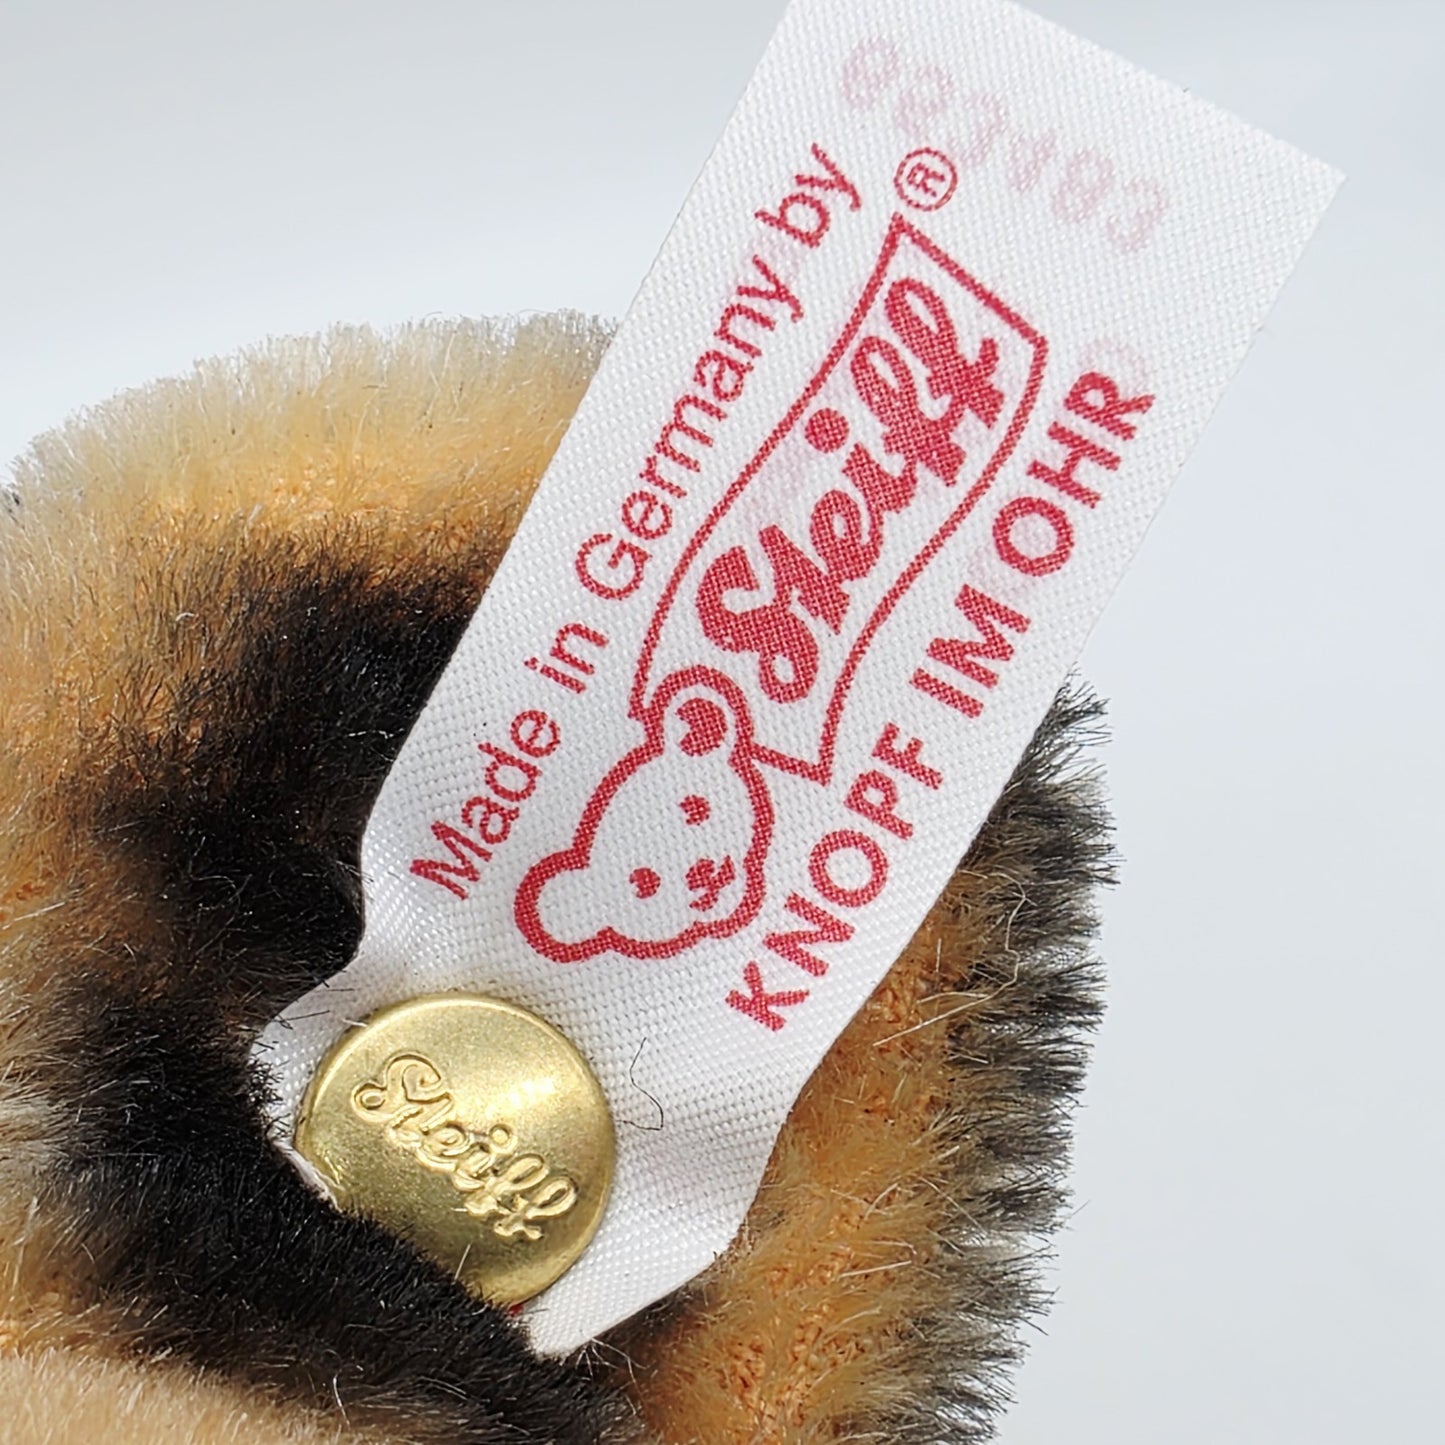 Made in Germany by
Steiff®
KNOPF IM OHR
Steiff